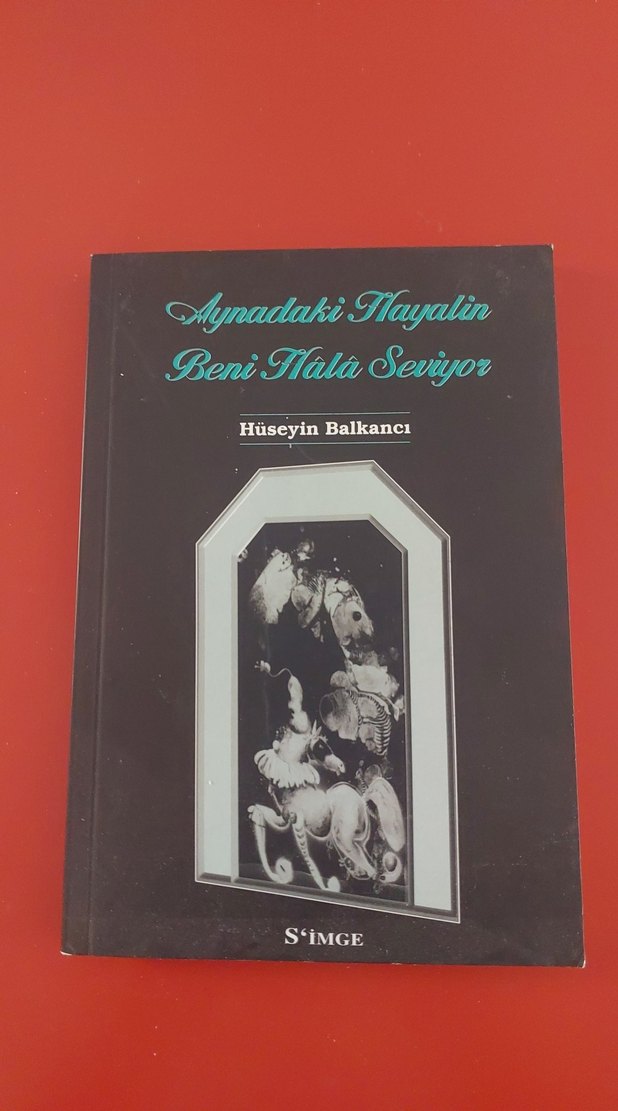 Aynadaki Hayalin
Beni Hâlâ Seviyor
Hüseyin Balkancı
S‘İMGE